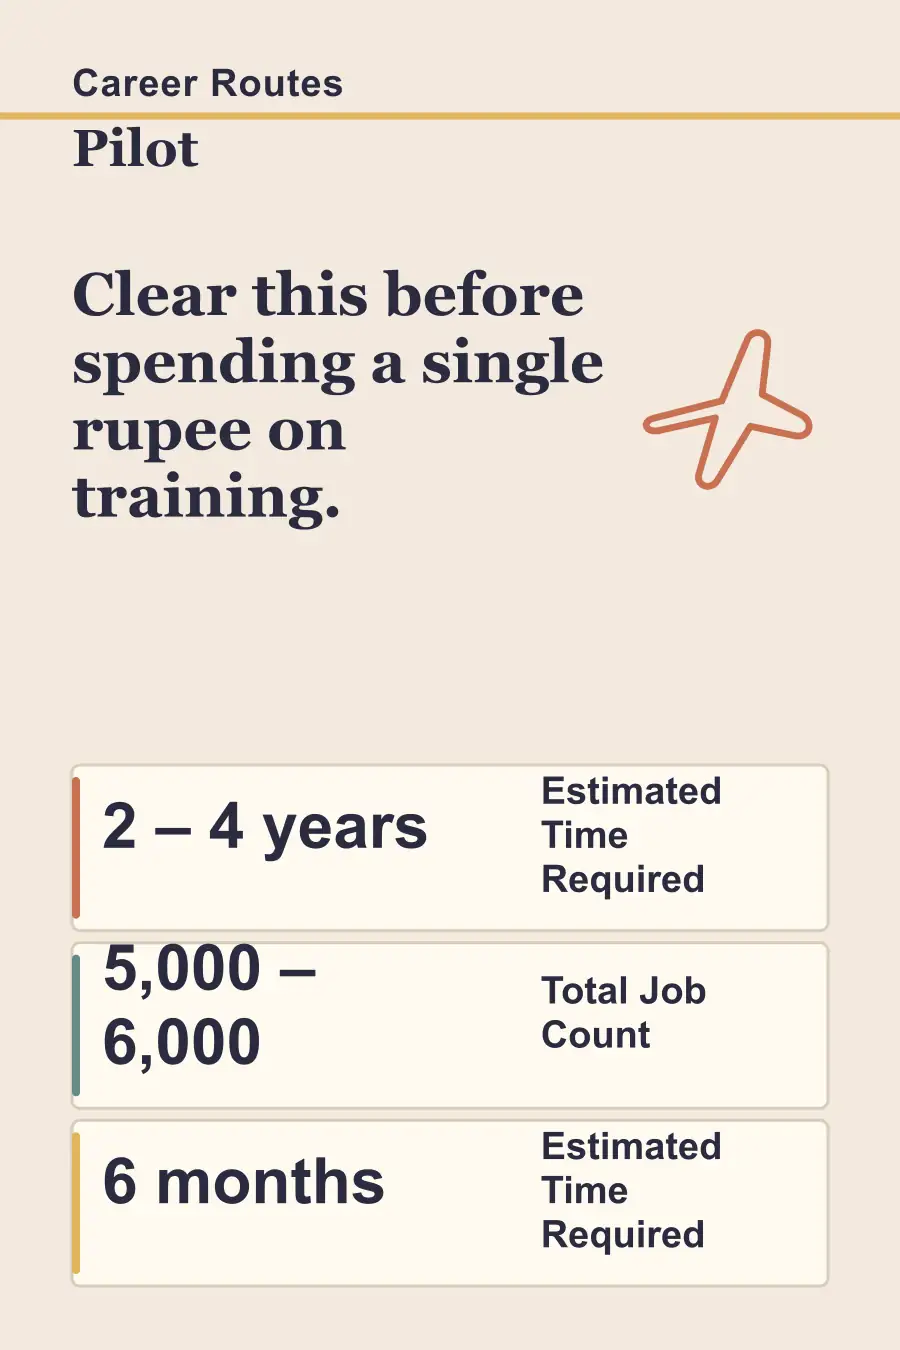 Career Routes
Pilot
Clear this before
spending a single
rupee on
training.
2 – 4 years
Estimated
Time
Required
5,000 –
6,000
Total Job
Count
6 months
Estimated
Time
Required